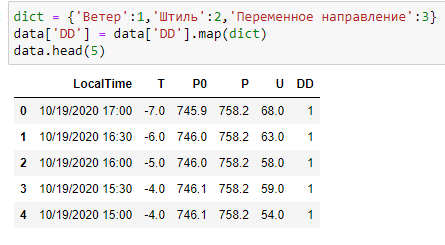 dict = {'Ветер':1,'Штиль':2,'Переменное направление':3}
data['DD'] = data['DD'].map(dict)
data.head(5)
LocalTime T P0 P U DD
0 10/19/2020 17:00 -7.0 745.9 758.2 68.0 1
1 10/19/2020 16:30 -6.0 746.0 758.2 63.0 1
2 10/19/2020 16:00 -5.0 746.0 758.2 58.0 1
3 10/19/2020 15:30 -4.0 746.1 758.2 59.0 1
4 10/19/2020 15:00 -4.0 746.1 758.2 54.0 1